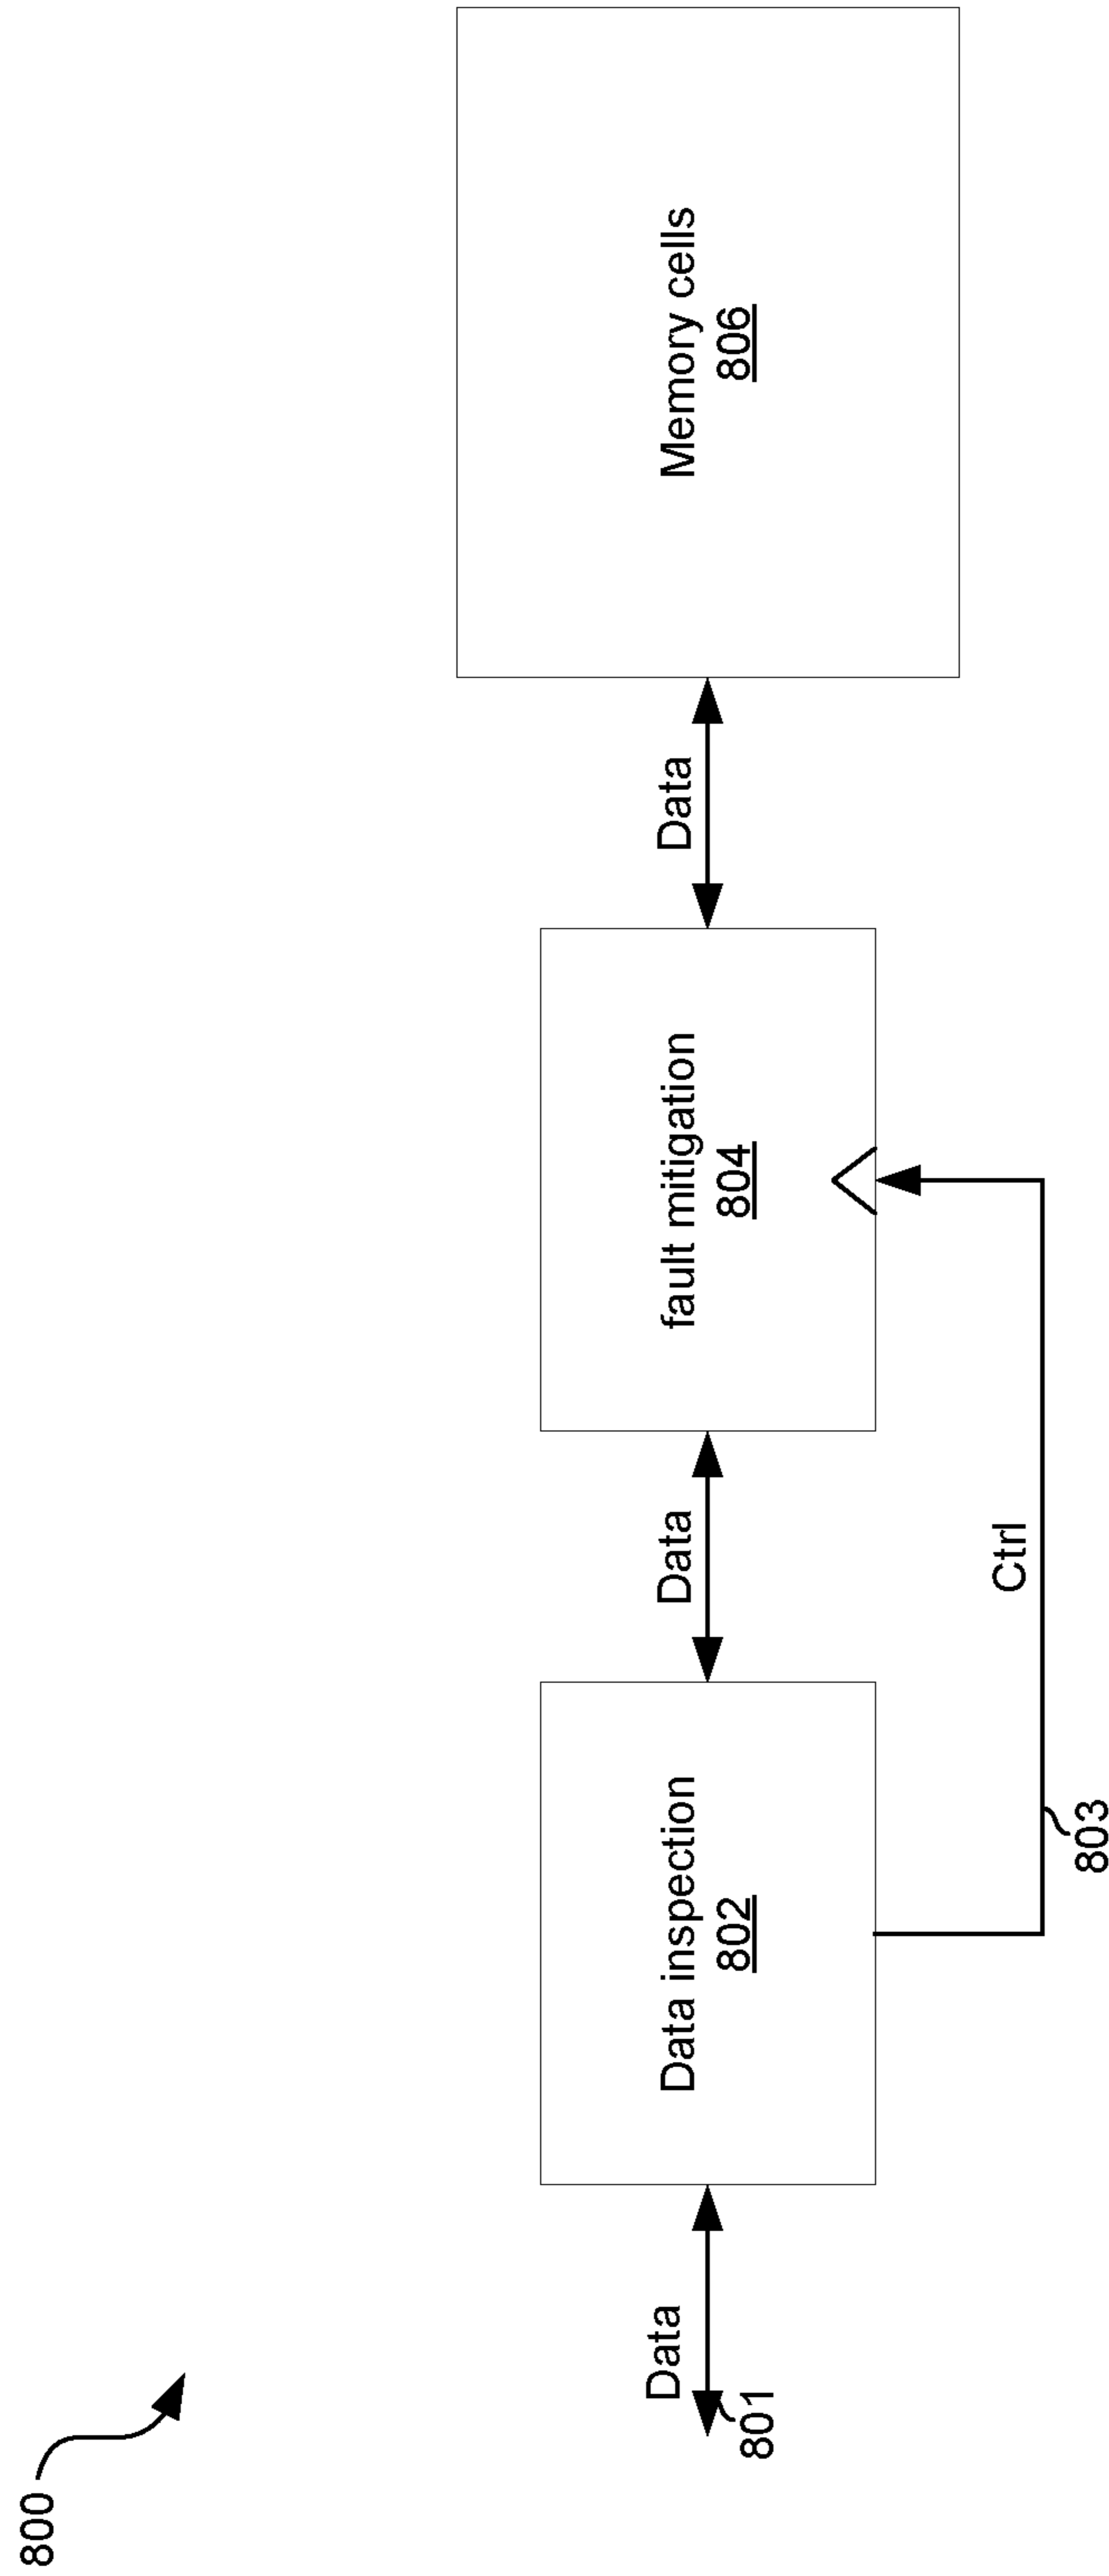 800
Data
801
Data inspection
802
Data
Ctrl
803
fault mitigation
804
Data
Memory cells
806